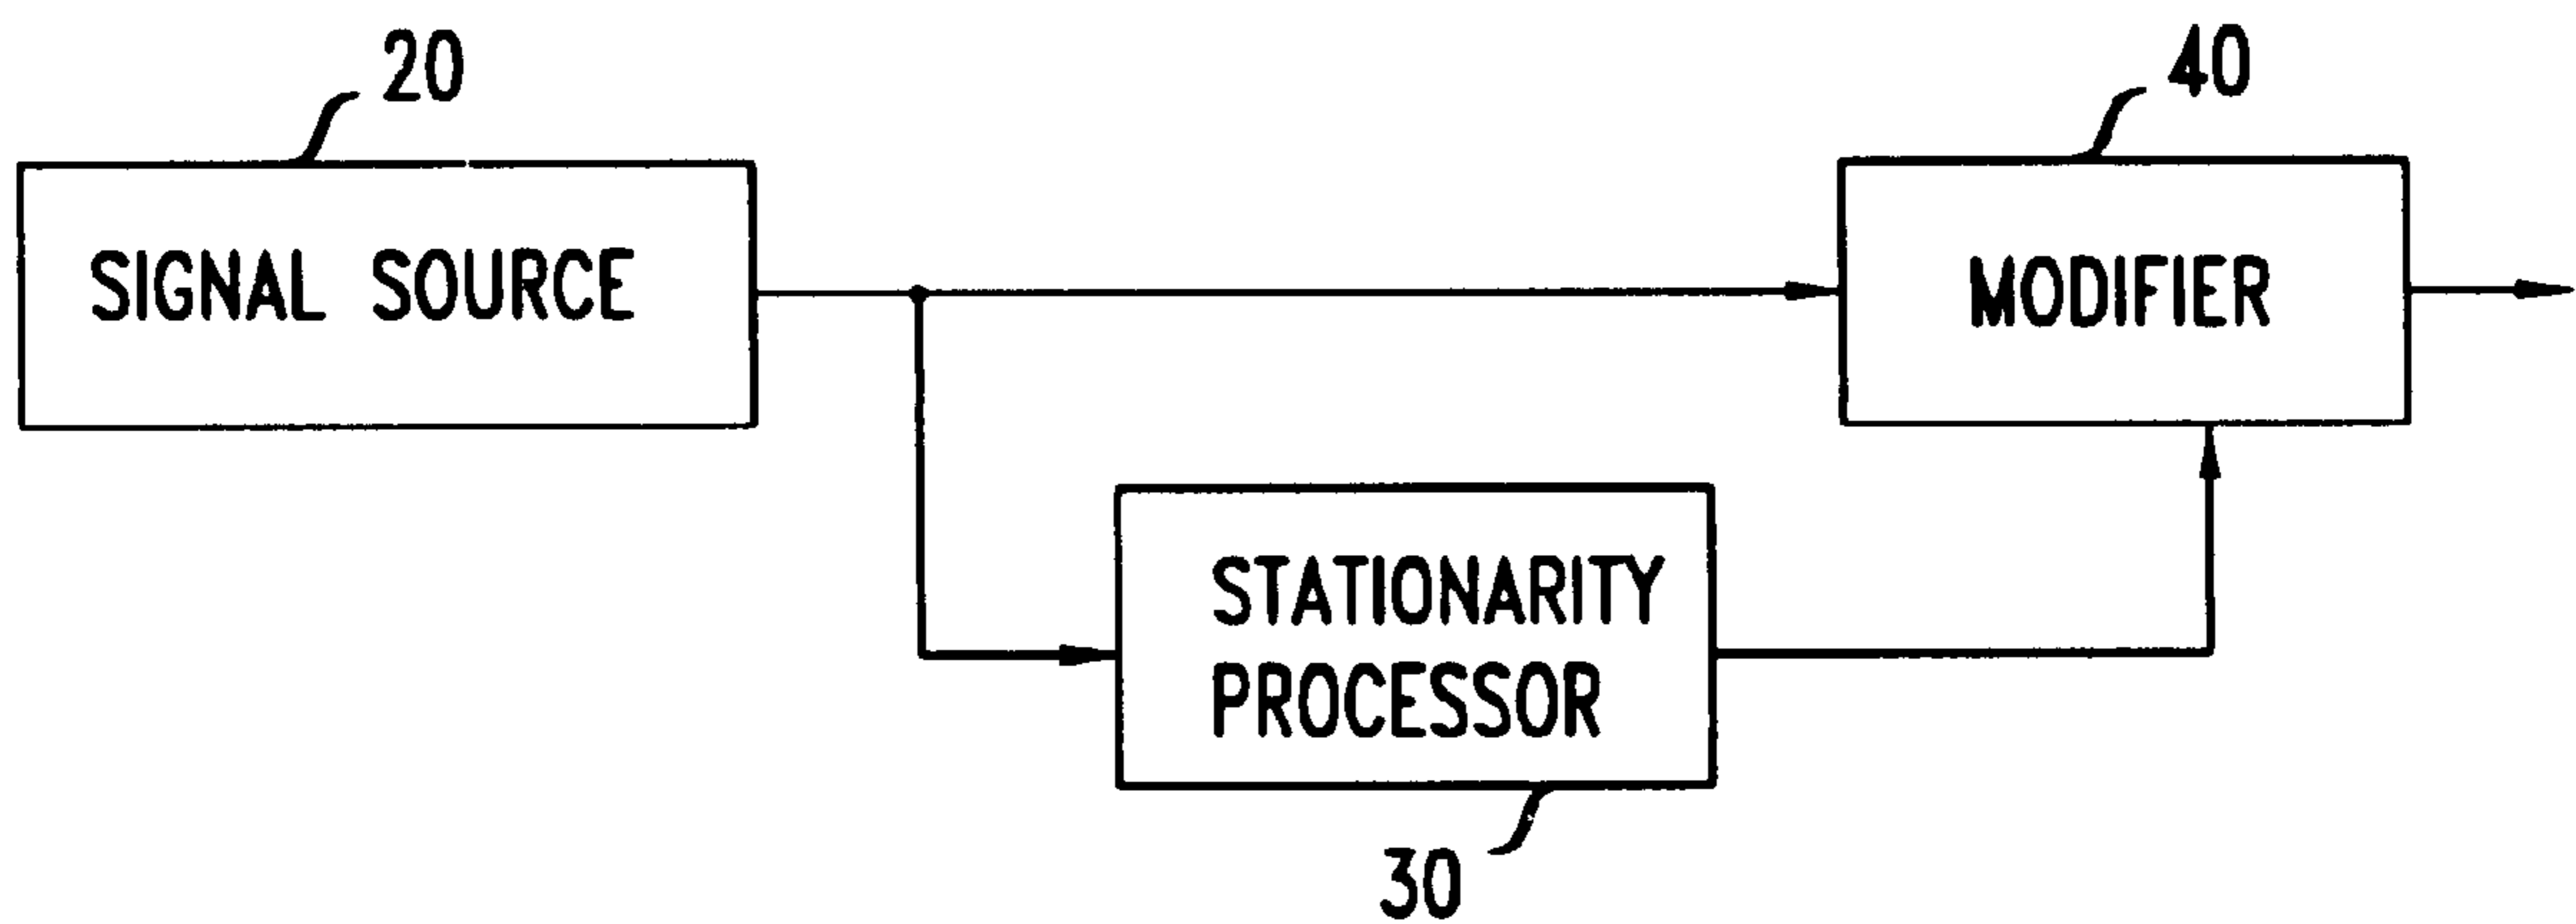 20
40
SIGNAL SOURCE
MODIFIER
STATIONARITY
PROCESSOR
30